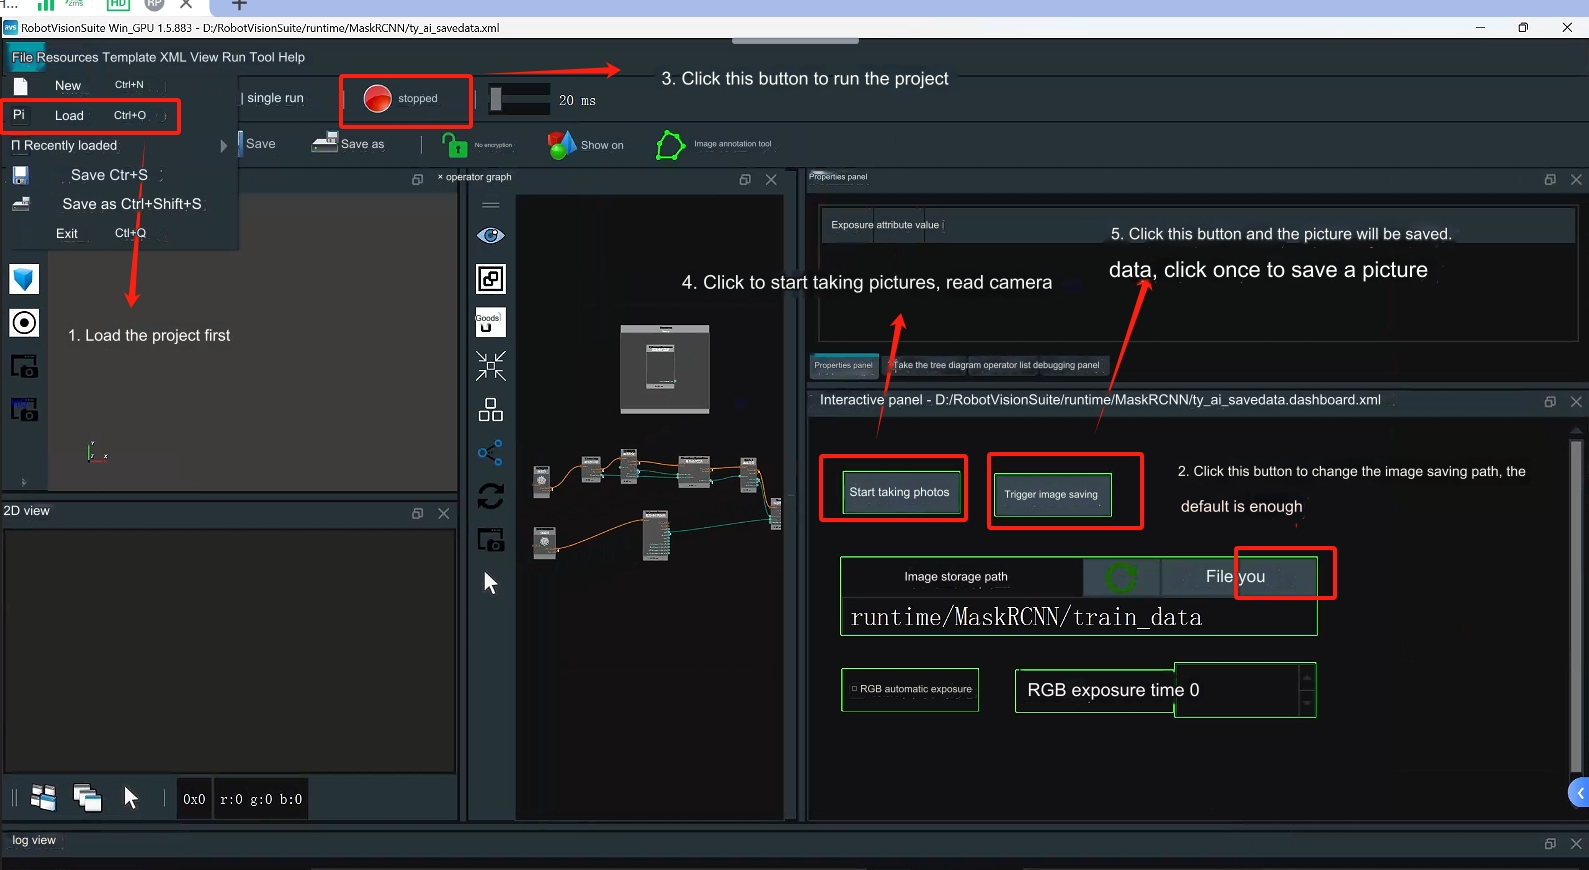 2ms HD RP
RobotVisionSuite Win_GPU 1.5.883 - D:/RobotVisionSuite/runtime/MaskRCNN/ty_ai_savedata.xml
File Resources Template XML View Run Tool Help
New Ctrl+N
Pi Load Ctrl+O
Recently loaded
Save Ctr+S
Save as Ctrl+Shift+S
Exit Ctl+Q
single run
stopped
20 ms
3. Click this button to run the project
Save
Save as
No encryption
Show on
Image annotation tool
× operator graph
Goods
1. Load the project first
Properties panel
Exposure attribute value
5. Click this button and the picture will be saved.
data, click once to save a picture
4. Click to start taking pictures, read camera
Properties panel
Take the tree diagram operator list debugging panel
Interactive panel - D:/RobotVisionSuite/runtime/MaskRCNN/ty_ai_savedata.dashboard.xml
Start taking photos
Trigger image saving
2. Click this button to change the image saving path, the
default is enough
Image storage path
File you
runtime/MaskRCNN/train_data
RGB automatic exposure
RGB exposure time 0
2D view
0x0
r:0 g:0 b:0
log view